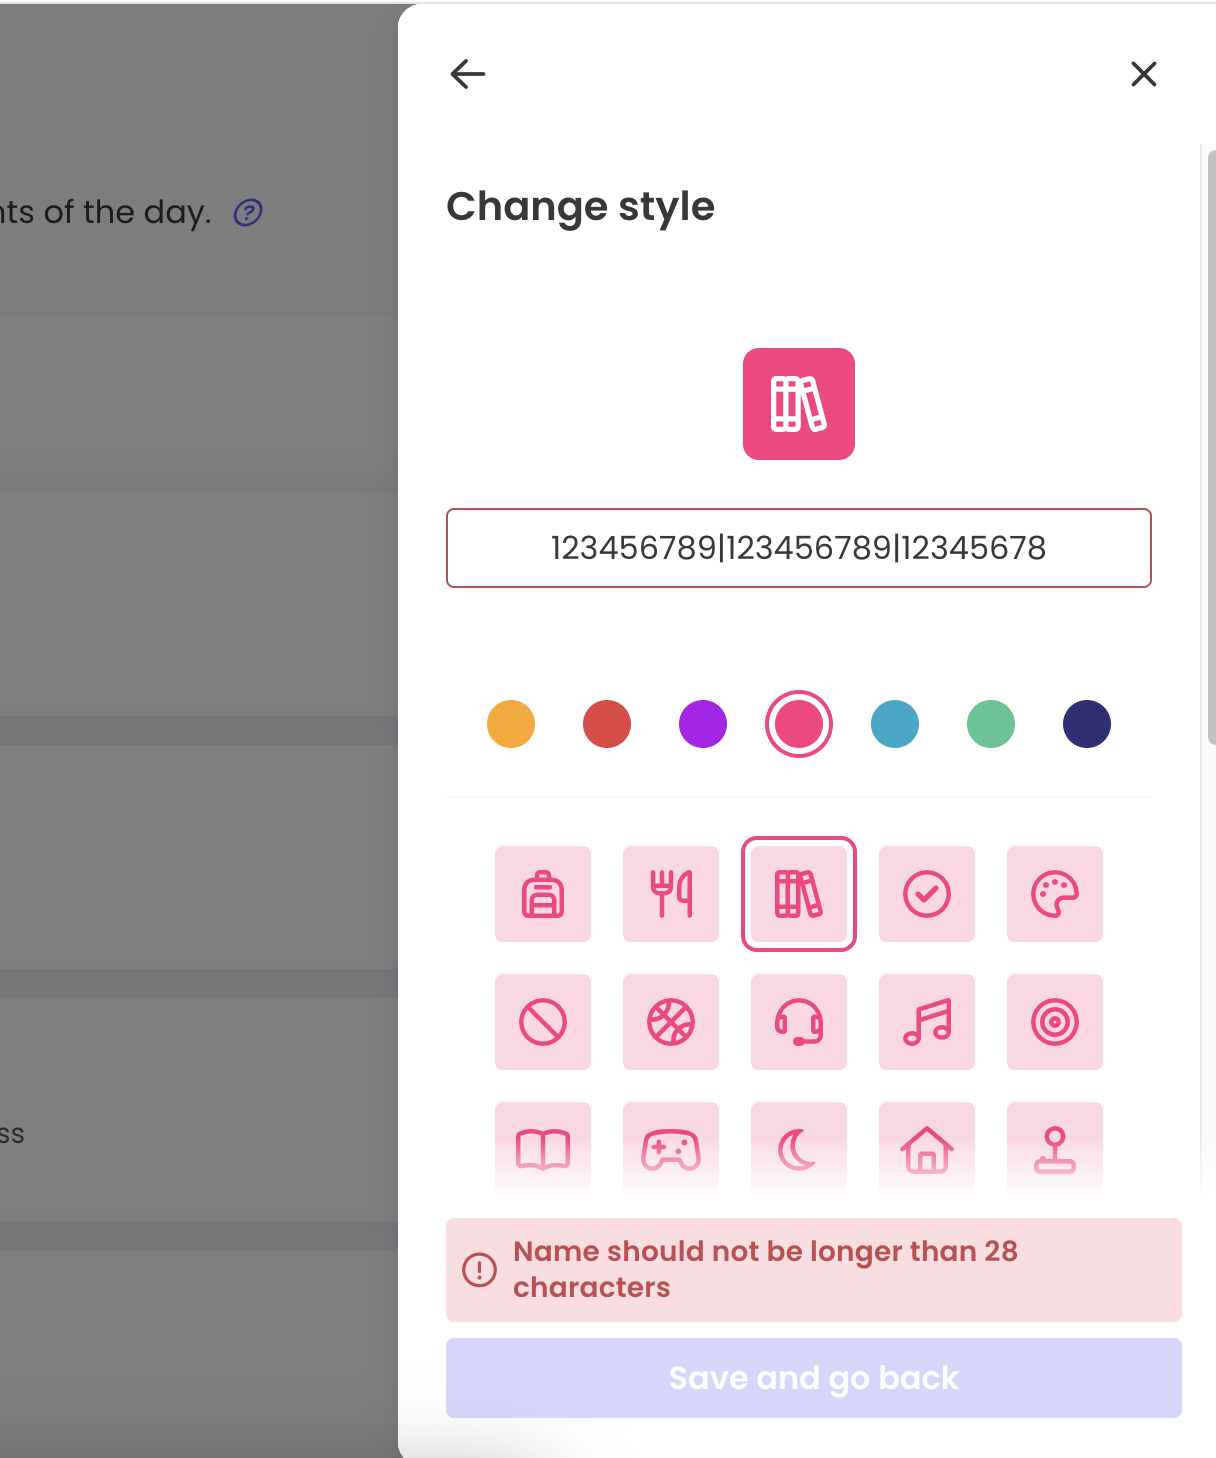 nts of the day.
Change style
123456789|123456789|12345678
ss
Name should not be longer than 28
characters
Save and go back